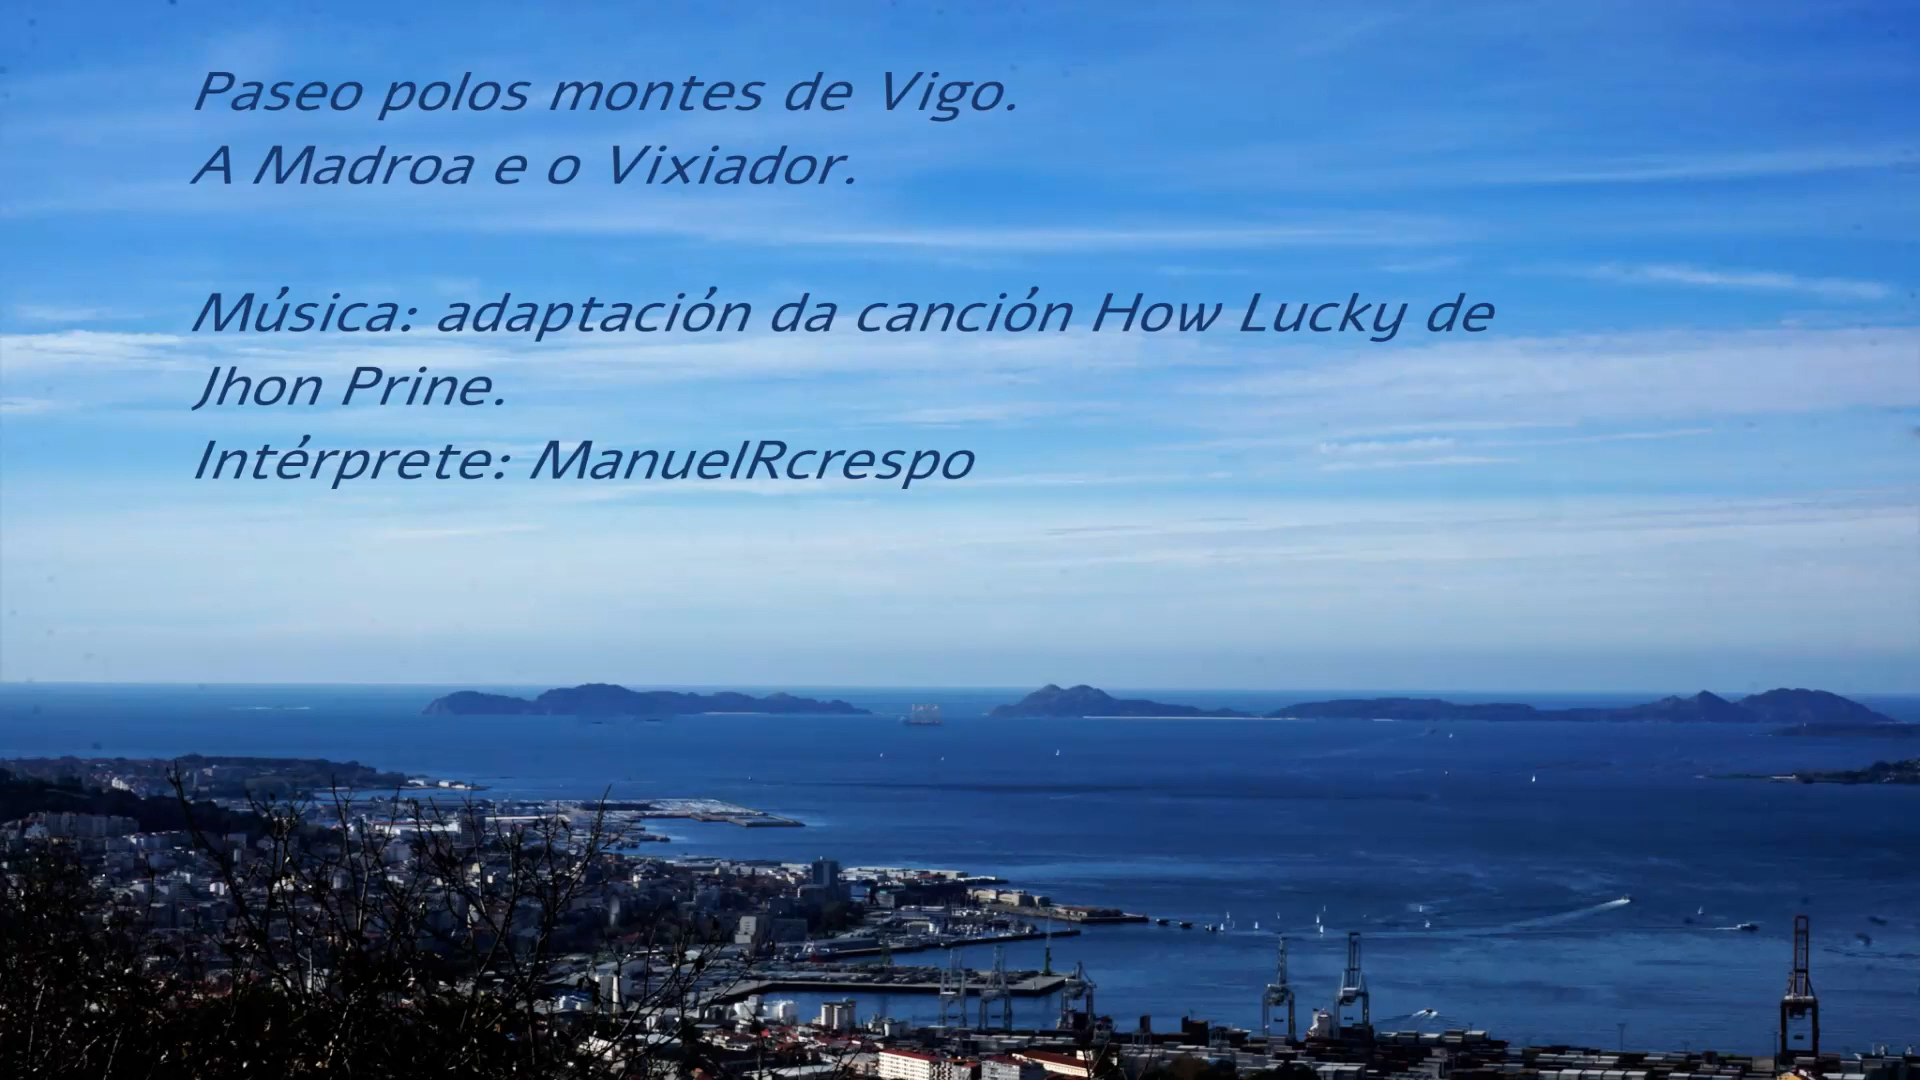 Paseo polos montes de Vigo.
A Madroa e o Vixiador.
Música: adaptación da canción How Lucky de
Jhon Prine.
Intérprete: ManuelRcrespo